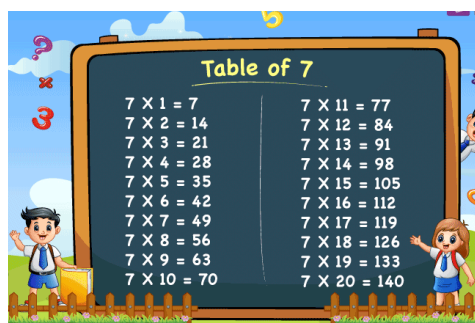 5
?
×
3
Table of 7
7 X 1 = 7
7 X 2 = 14
7 X 3 = 21
7 X 4 = 28
7 X 5 = 35
7 X 6 = 42
7 X 7 = 49
7 X 8 = 56
7 X 9 = 63
7 X 10 = 70
7 X 11 = 77
7 X 12 = 84
7 X 13 = 91
7 X 14 = 98
7 X 15 = 105
7 X 16 = 112
7 X 17 = 119
7 X 18 = 126
7 X 19 = 133
7 X 20 = 140